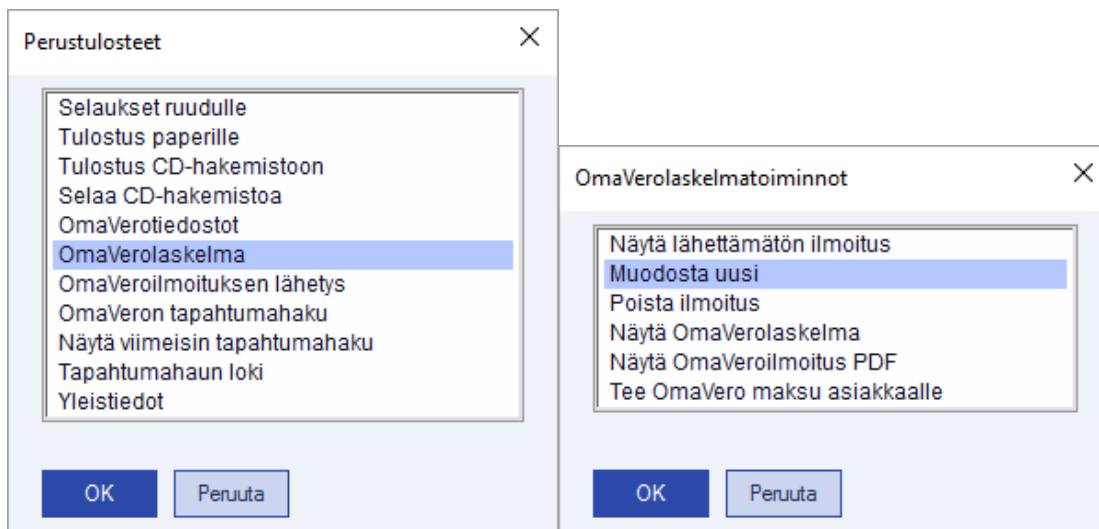 Perustulosteet
Selaukset ruudulle
Tulostus paperille
Tulostus CD-hakemistoon
Selaa CD-hakemistoa
OmaVerotiedostot
OmaVerolaskelma
OmaVeroilmoituksen lähetys
OmaVeron tapahtumahaku
Näytä viimeisin tapahtumahaku
Tapahtumahaun loki
Yleistiedot
OK
Peruuta
OmaVerolaskelmatoiminnot
Näytä lähettämätön ilmoitus
Muodosta uusi
Poista ilmoitus
Näytä OmaVerolaskelma
Näytä OmaVeroilmoitus PDF
Tee OmaVero maksu asiakkaalle
OK
Peruuta